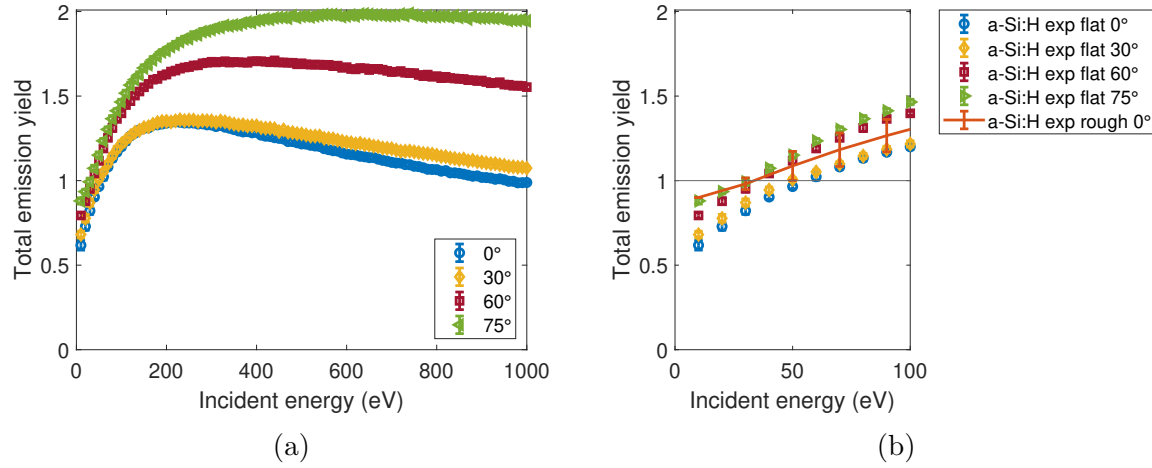 2
1.5
1
0.5
0
Total emission yield
0 200 400 600 800 1000
Incident energy (eV)
0°
30°
60°
75°
(a)
2
1.5
1
0.5
0
Total emission yield
0 50 100
Incident energy (eV)
a-Si:H exp flat 0°
a-Si:H exp flat 30°
a-Si:H exp flat 60°
a-Si:H exp flat 75°
a-Si:H exp rough 0°
(b)